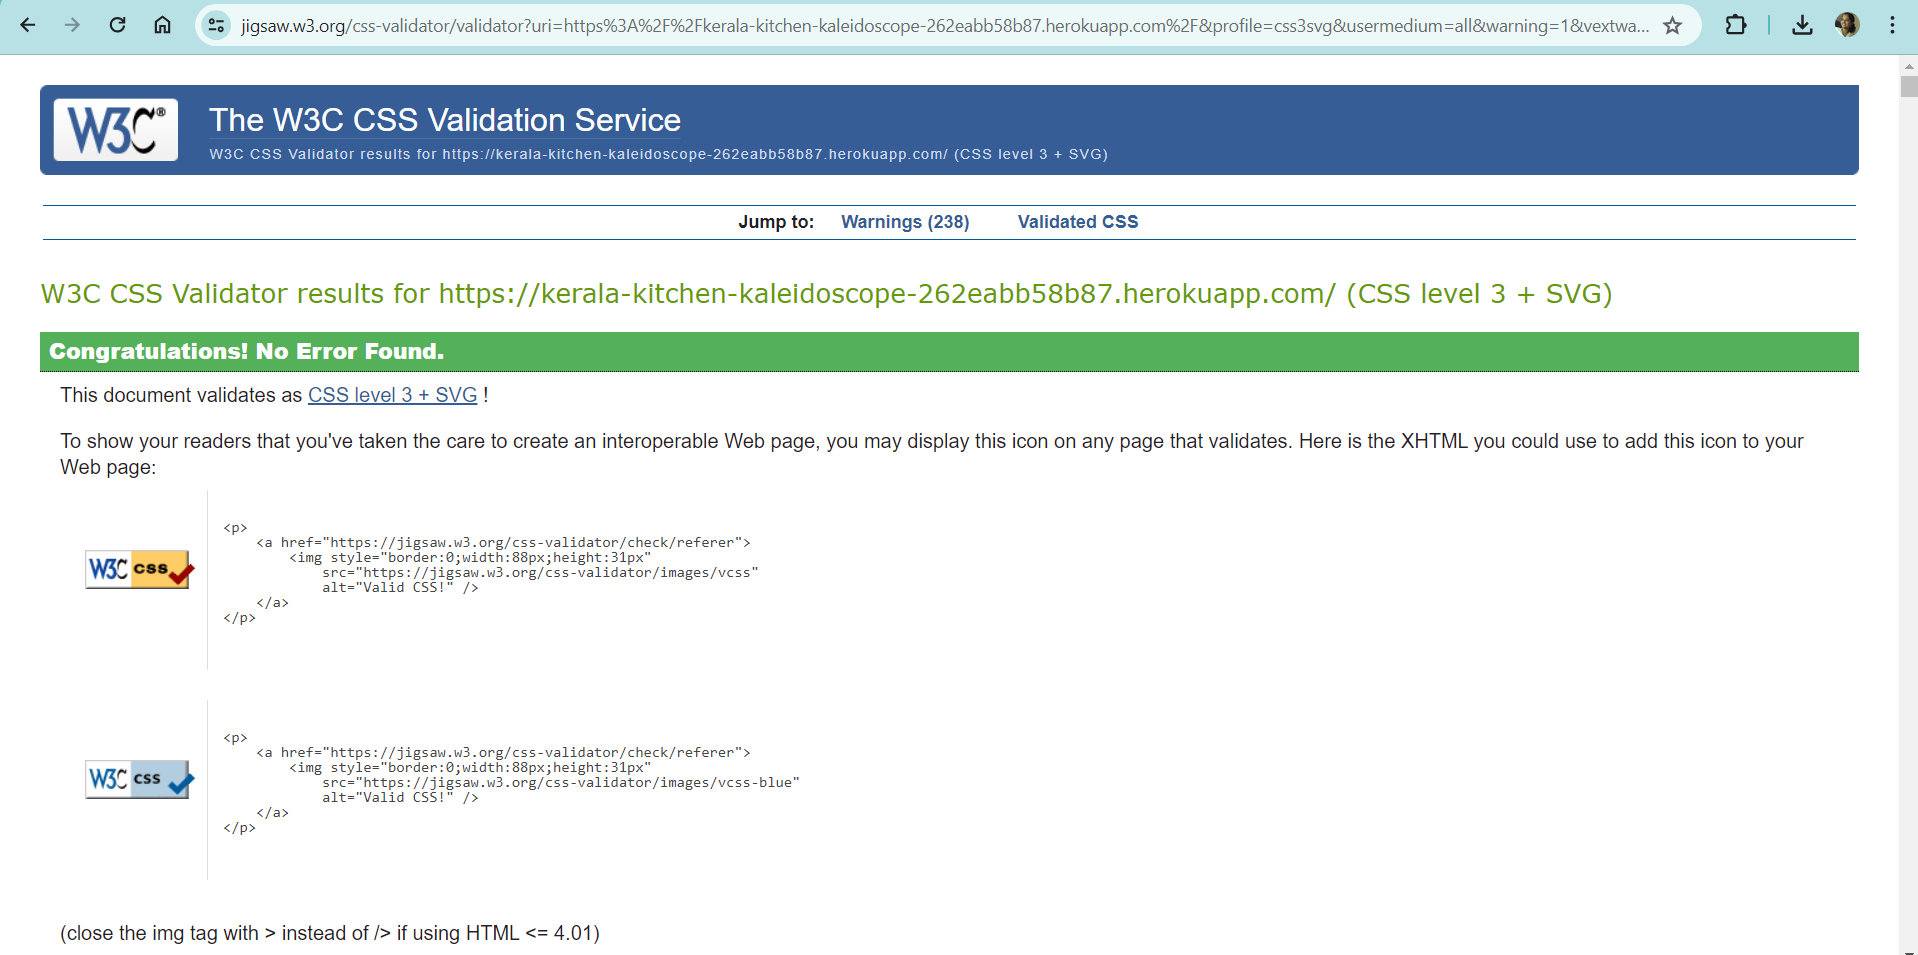 jigsaw.w3.org/css-validator/validator?uri=https%3A%2F%2Fkerala-kitchen-kaleidoscope-262eabb58b87.herokuapp.com%2F&profile=css3svg&usermedium=all&warning=1&vextwa...
W3C® The W3C CSS Validation Service
W3C CSS Validator results for https://kerala-kitchen-kaleidoscope-262eabb58b87.herokuapp.com/ (CSS level 3 + SVG)
Jump to: Warnings (238) Validated CSS
W3C CSS Validator results for https://kerala-kitchen-kaleidoscope-262eabb58b87.herokuapp.com/ (CSS level 3 + SVG)
Congratulations! No Error Found.
This document validates as CSS level 3 + SVG !
To show your readers that you've taken the care to create an interoperable Web page, you may display this icon on any page that validates. Here is the XHTML you could use to add this icon to your
Web page:
W3C css
<p>
<a href="https://jigsaw.w3.org/css-validator/check/referer">
<img style="border:0;width:88px;height:31px"
src="https://jigsaw.w3.org/css-validator/images/vcss"
alt="Valid CSS!" />
</a>
</p>
W3C css
<p>
<a href="https://jigsaw.w3.org/css-validator/check/referer">
<img style="border:0;width:88px;height:31px"
src="https://jigsaw.w3.org/css-validator/images/vcss-blue"
alt="Valid CSS!" />
</a>
</p>
(close the img tag with > instead of /> if using HTML <= 4.01)